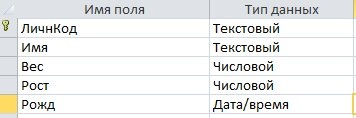 Имя поля Тип данных
ЛичнКод Текстовый
Имя Текстовый
Вес Числовой
Рост Числовой
Рожд Дата/время